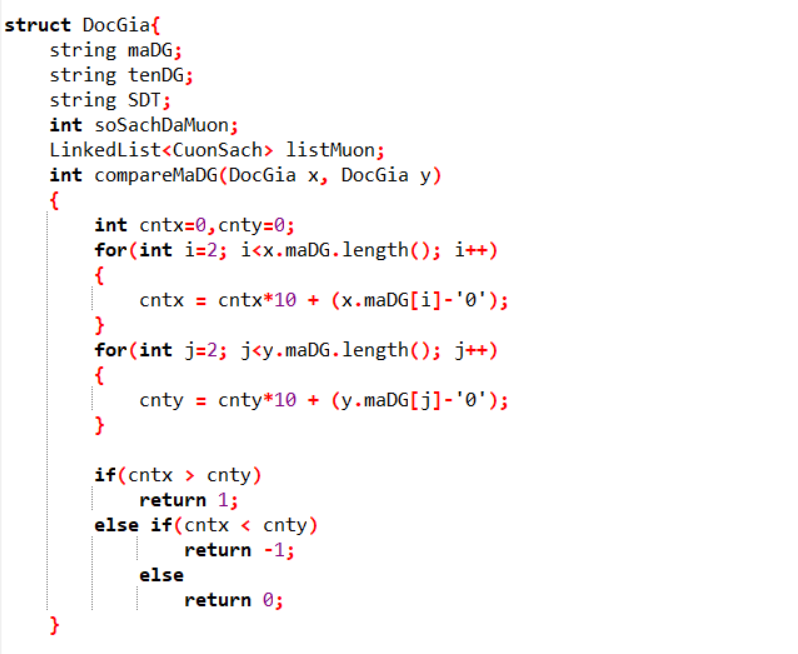 struct DocGia{
    string maDG;
    string tenDG;
    string SDT;
    int soSachDaMuon;
    LinkedList<CuonSach> listMuon;
    int compareMaDG(DocGia x, DocGia y)
    {
        int cntx=0,cnty=0;
        for(int i=2; i<x.maDG.length(); i++)
        {
            cntx = cntx*10 + (x.maDG[i]-'0');
        }
        for(int j=2; j<y.maDG.length(); j++)
        {
            cnty = cnty*10 + (y.maDG[j]-'0');
        }

        if(cntx > cnty)
            return 1;
        else if(cntx < cnty)
                return -1;
            else
                return 0;
    }